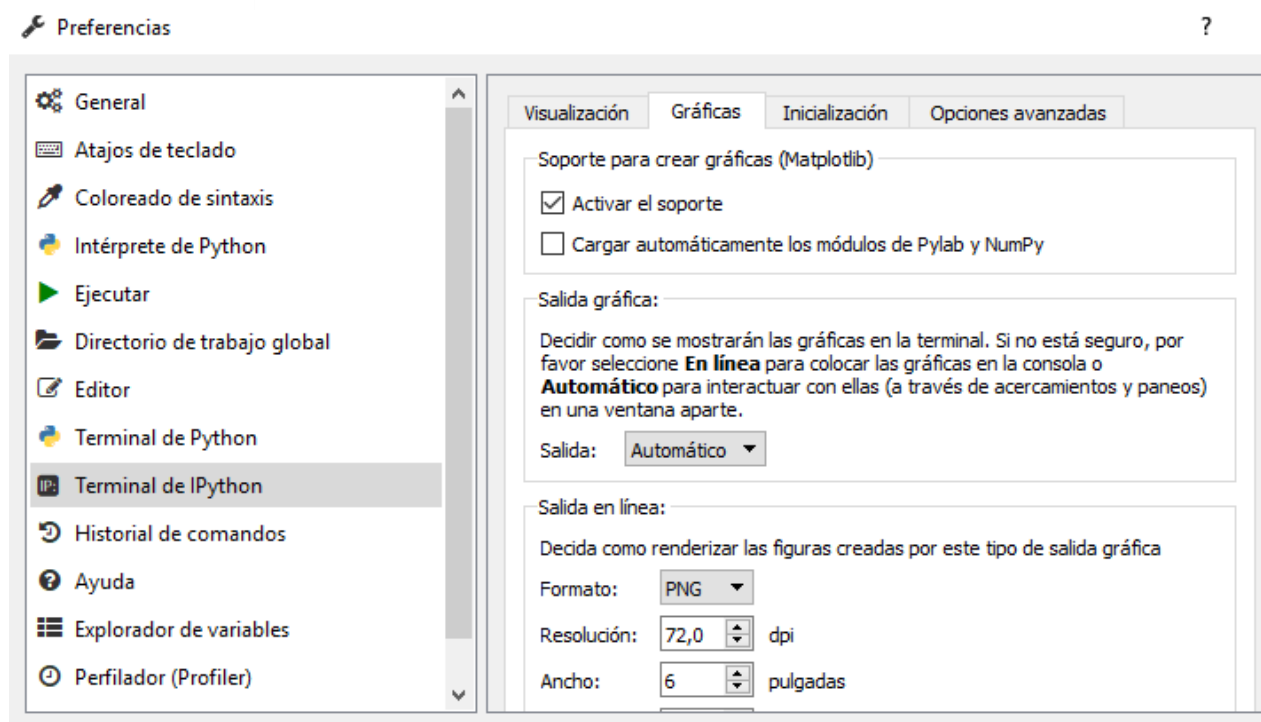 Preferencias
?
General
Atajos de teclado
Coloreado de sintaxis
Intérprete de Python
Ejecutar
Directorio de trabajo global
Editor
Terminal de Python
IP:
Terminal de IPython
Historial de comandos
Ayuda
Explorador de variables
Perfilador (Profiler)
Visualización
Gráficas
Inicialización
Opciones avanzadas
Soporte para crear gráficas (Matplotlib)
Activar el soporte
Cargar automáticamente los módulos de Pylab y NumPy
Salida gráfica:
Decidir como se mostrarán las gráficas en la terminal. Si no está seguro, por
favor seleccione En línea para colocar las gráficas en la consola o
Automático para interactuar con ellas (a través de acercamientos y paneos)
en una ventana aparte.
Salida: Automático
Salida en línea:
Decida como renderizar las figuras creadas por este tipo de salida gráfica
Formato: PNG
Resolución: 72,0 dpi
Ancho: 6 pulgadas